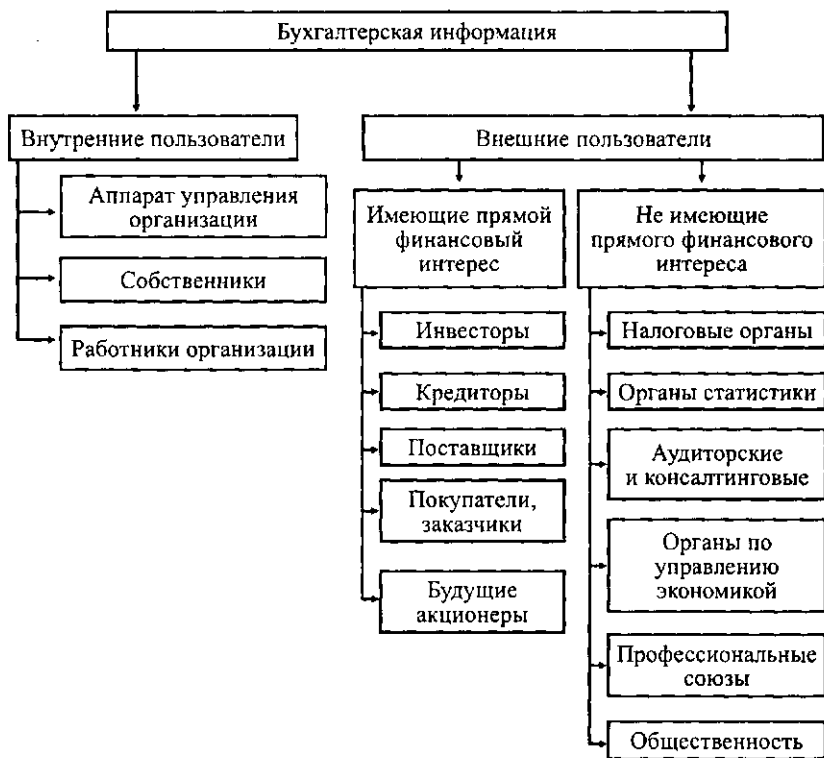 Бухгалтерская информация
Внутренние пользователи
Аппарат управления
организации
Собственники
Работники организации
Внешние пользователи
Имеющие прямой
финансовый
интерес
Инвесторы
Кредиторы
Поставщики
Покупатели,
заказчики
Будущие
акционеры
Не имеющие
прямого финансового
интереса
Налоговые органы
Органы статистики
Аудиторские
и консалтинговые
Органы по
управлению
экономикой
Профессиональные
союзы
Общественность